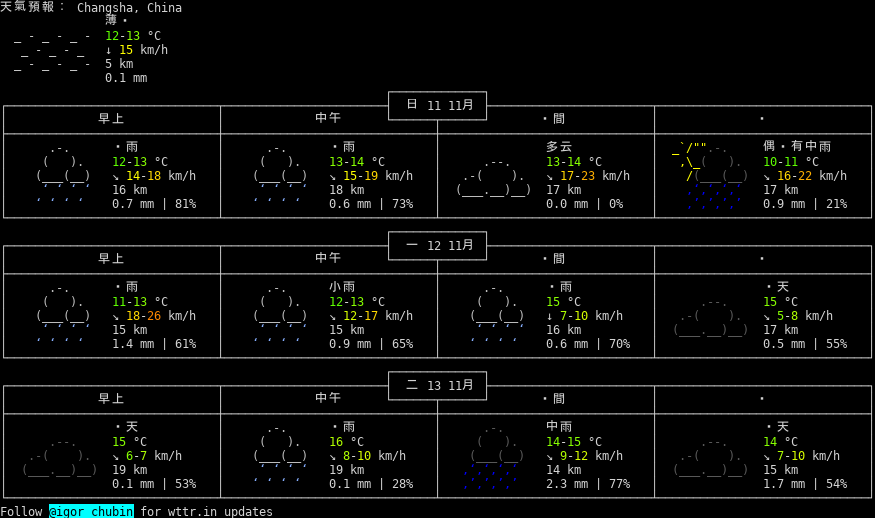 天氣預報： Changsha, China
薄・
12-13 °C
↓ 15 km/h
5 km
0.1 mm
日 11 11月
早上 中午 ・間 ・
・雨 ・雨 多云 偶・有中雨
12-13 °C 13-14 °C 13-14 °C 10-11 °C
↘ 14-18 km/h ↘ 15-19 km/h ↘ 17-23 km/h ↘ 16-22 km/h
16 km 18 km 17 km 17 km
0.7 mm | 81% 0.6 mm | 73% 0.0 mm | 0% 0.9 mm | 21%
一 12 11月
早上 中午 ・間 ・
・雨 小雨 ・雨 ・天
11-13 °C 12-13 °C 15 °C 15 °C
↘ 18-26 km/h ↘ 12-17 km/h ↓ 7-10 km/h ↘ 5-8 km/h
15 km 15 km 16 km 17 km
1.4 mm | 61% 0.9 mm | 65% 0.6 mm | 70% 0.5 mm | 55%
二 13 11月
早上 中午 ・間 ・
・天 ・雨 中雨 ・天
15 °C 16 °C 14-15 °C 14 °C
↘ 6-7 km/h ↘ 8-10 km/h ↘ 9-12 km/h ↘ 7-10 km/h
19 km 19 km 14 km 15 km
0.1 mm | 53% 0.1 mm | 28% 2.3 mm | 77% 1.7 mm | 54%
Follow @igor_chubin for wttr.in updates